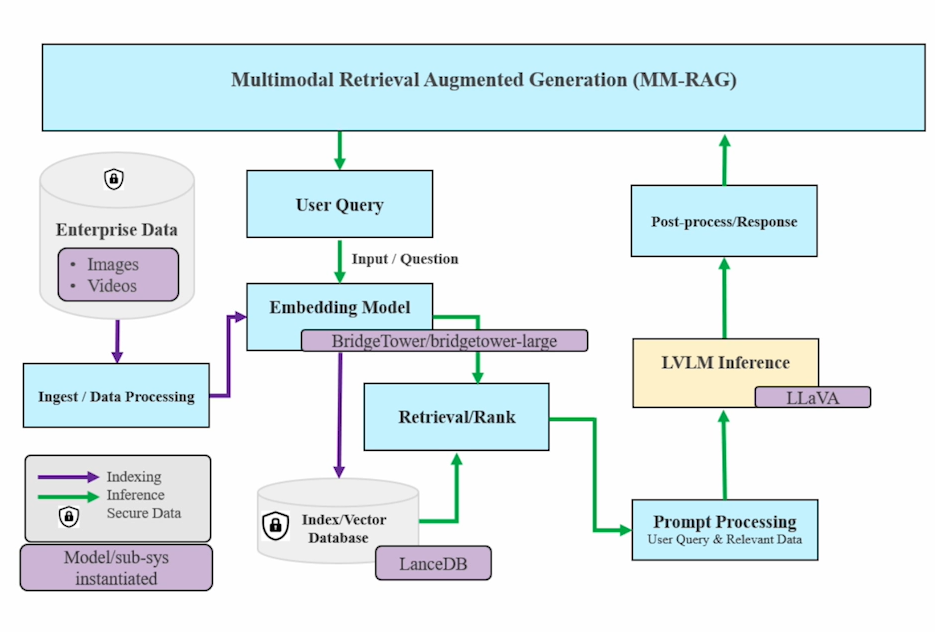 Multimodal Retrieval Augmented Generation (MM-RAG)
User Query
Input / Question
Enterprise Data
• Images
• Videos
Embedding Model
BridgeTower/bridgetower-large
Ingest / Data Processing
Retrieval/Rank
Index/Vector
Database
LanceDB
Post-process/Response
LVLM Inference
LLaVA
Prompt Processing
User Query & Relevant Data
Indexing
Inference
Secure Data
Model/sub-sys
instantiated